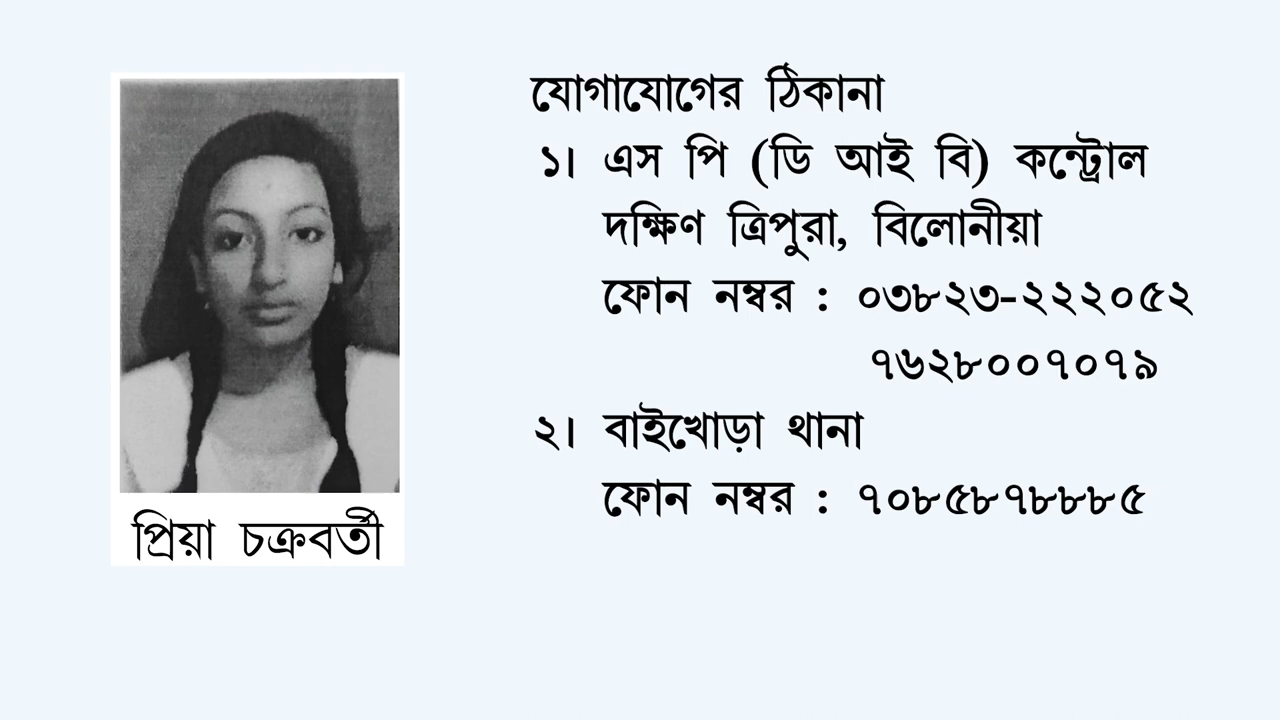 যোগাযোগের ঠিকানা
১। এস পি (ডি আই বি) কন্ট্রোল
দক্ষিণ ত্রিপুরা, বিলোনীয়া
ফোন নম্বর : ০৩৮২৩-২২২০৫২
৭৬২৮০০৭০৭৯
২। বাইখোড়া থানা
ফোন নম্বর : ৭০৮৫৮৭৮৮৮৫
প্রিয়া চক্রবর্তী